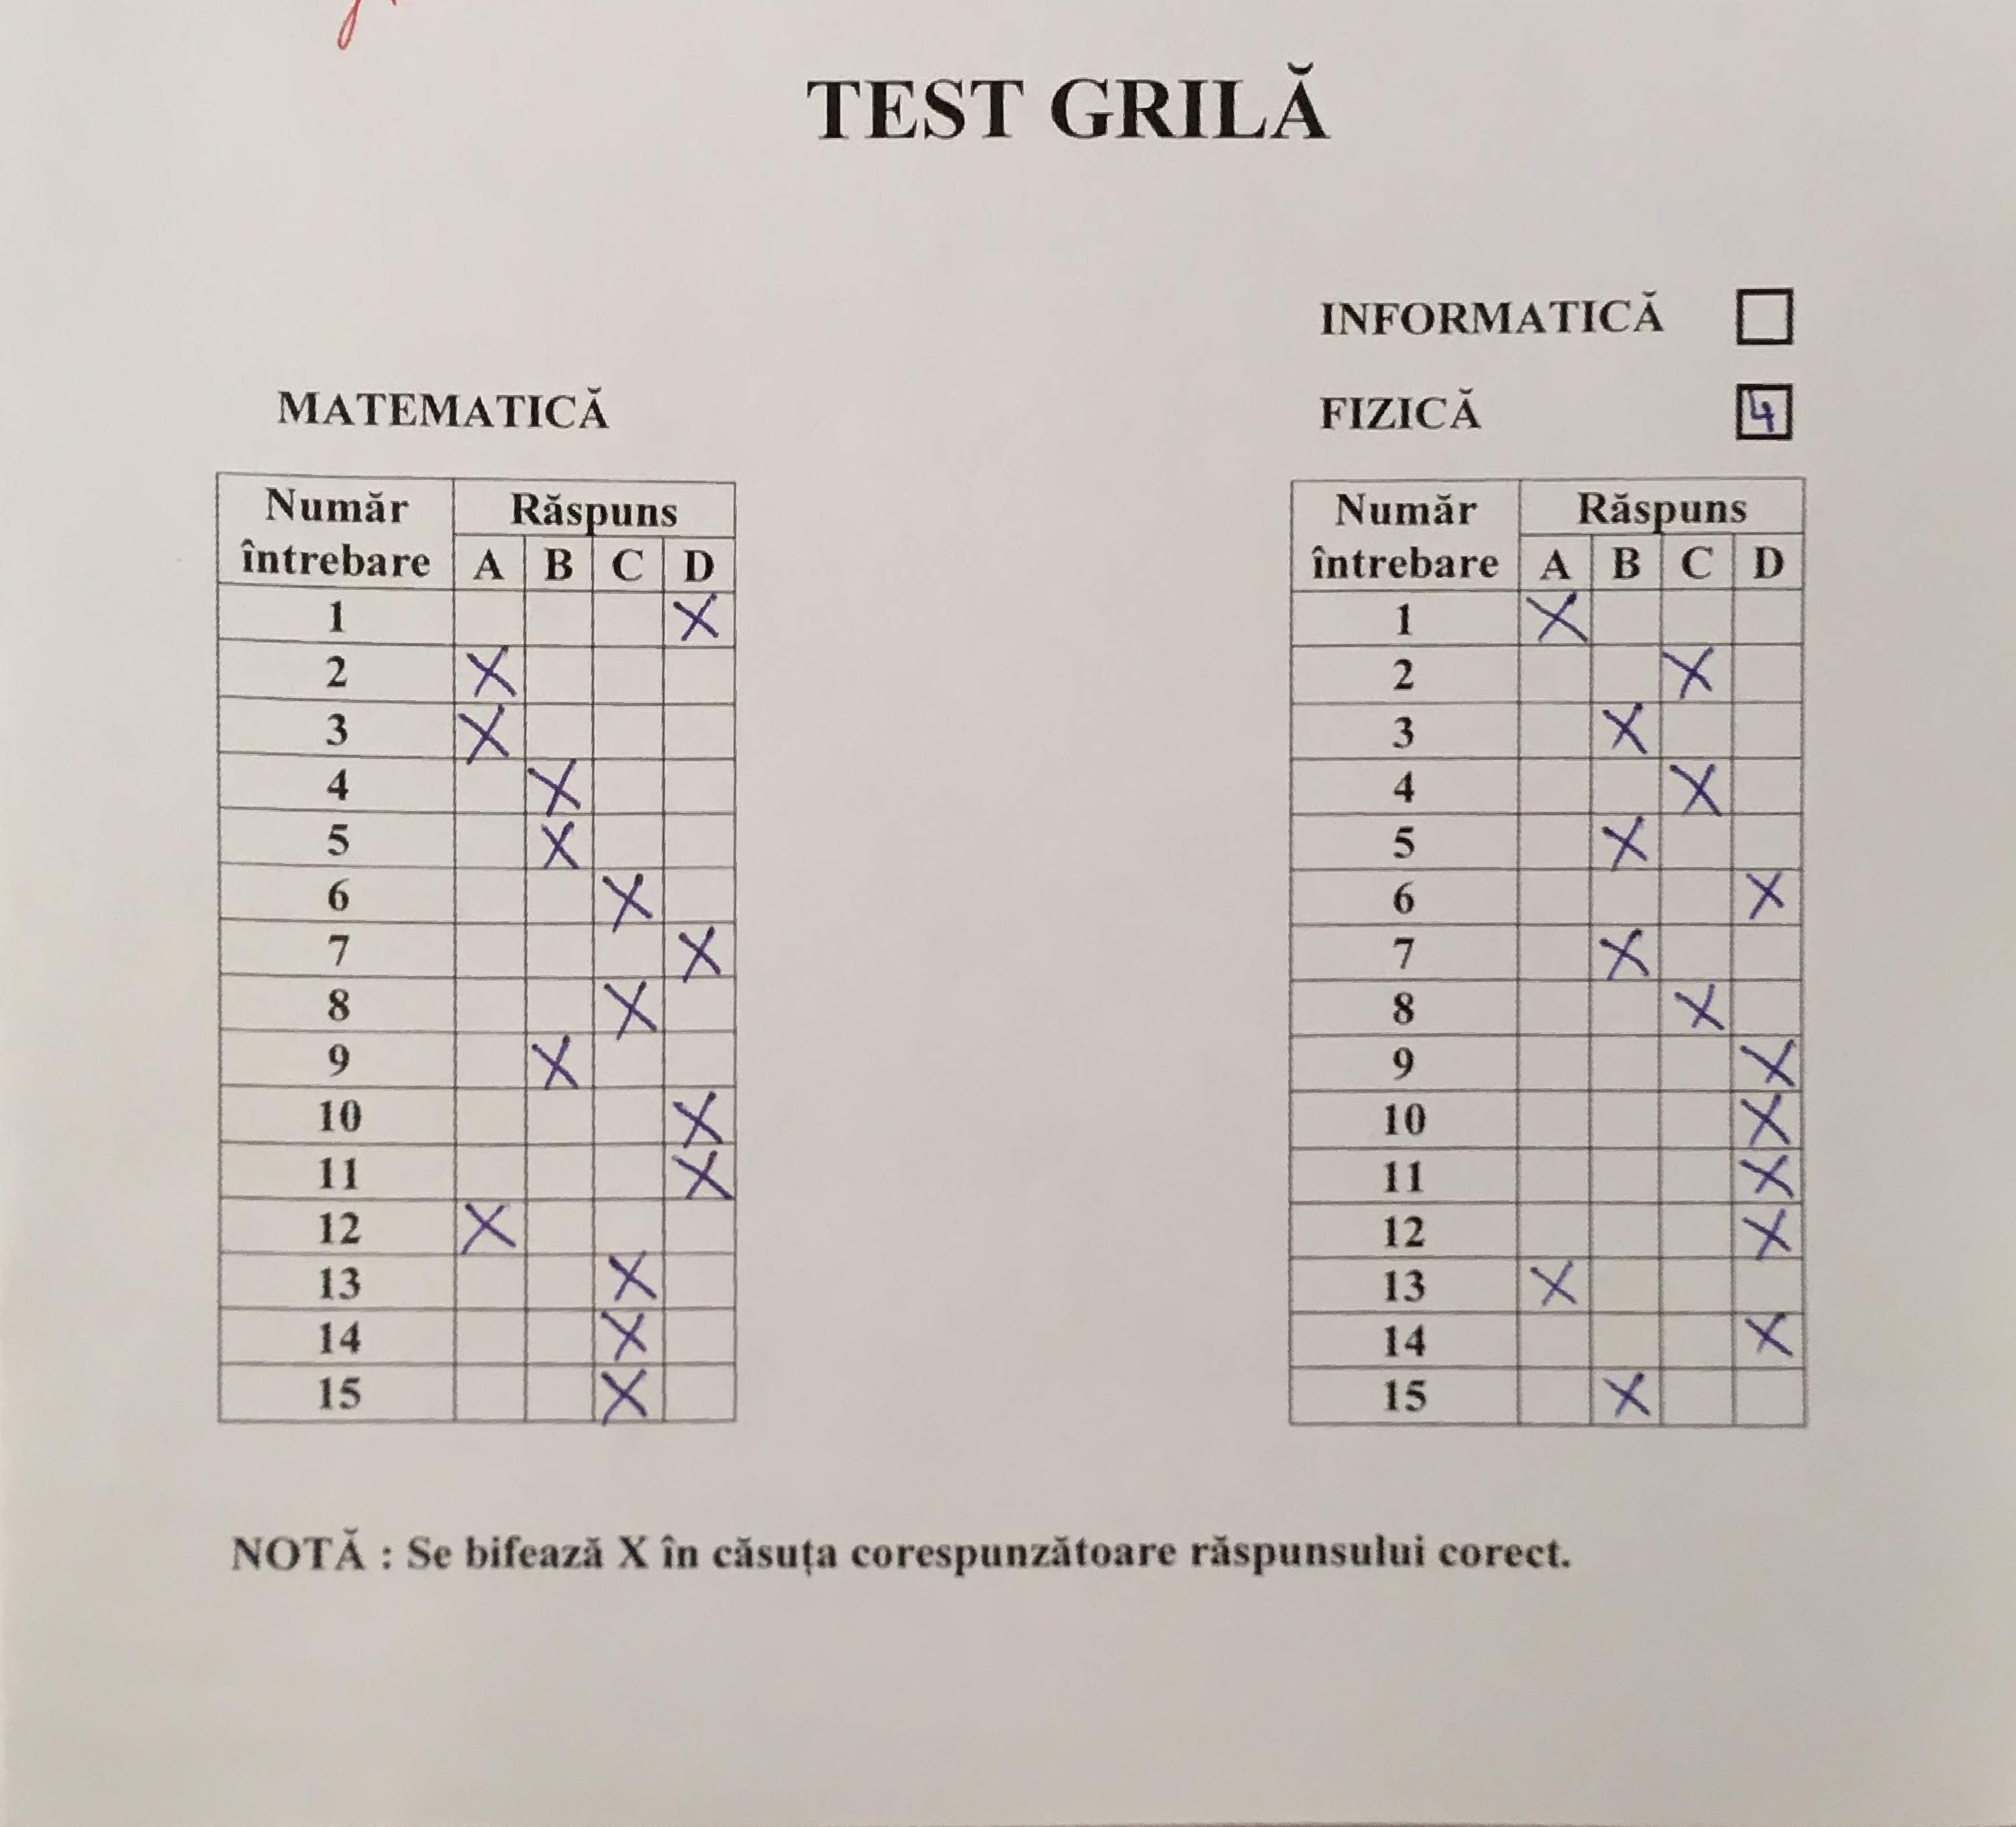 TEST GRILĂ
INFORMATICĂ
MATEMATICĂ
FIZICĂ 4
Număr întrebare Răspuns
A B C D
1 X
2 X
3 X
4 X
5 X
6 X
7 X
8 X
9 X
10 X
11 X
12 X
13 X
14 X
15 X
Număr întrebare Răspuns
A B C D
1 X
2 X
3 X
4 X
5 X
6 X
7 X
8 X
9 X
10 X
11 X
12 X
13 X
14 X
15 X
NOTĂ : Se bifează X în căsuța corespunzătoare răspunsului corect.